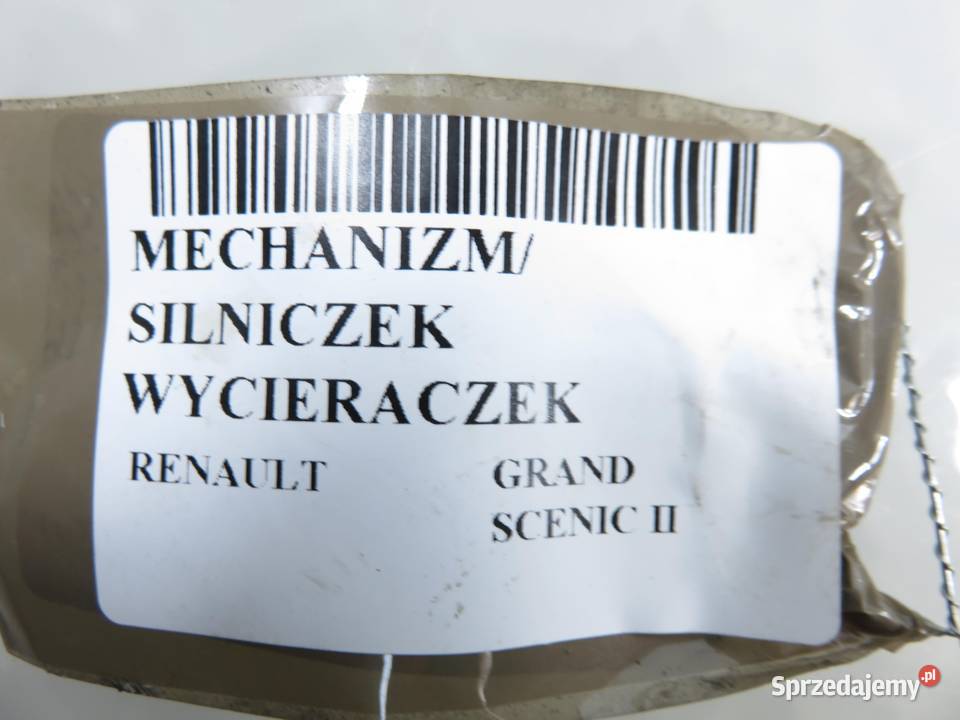 MECHANIZM/
SILNICZEK
WYCIERACZEK
RENAULT GRAND
SCENIC II
Sprzedajemy.pl